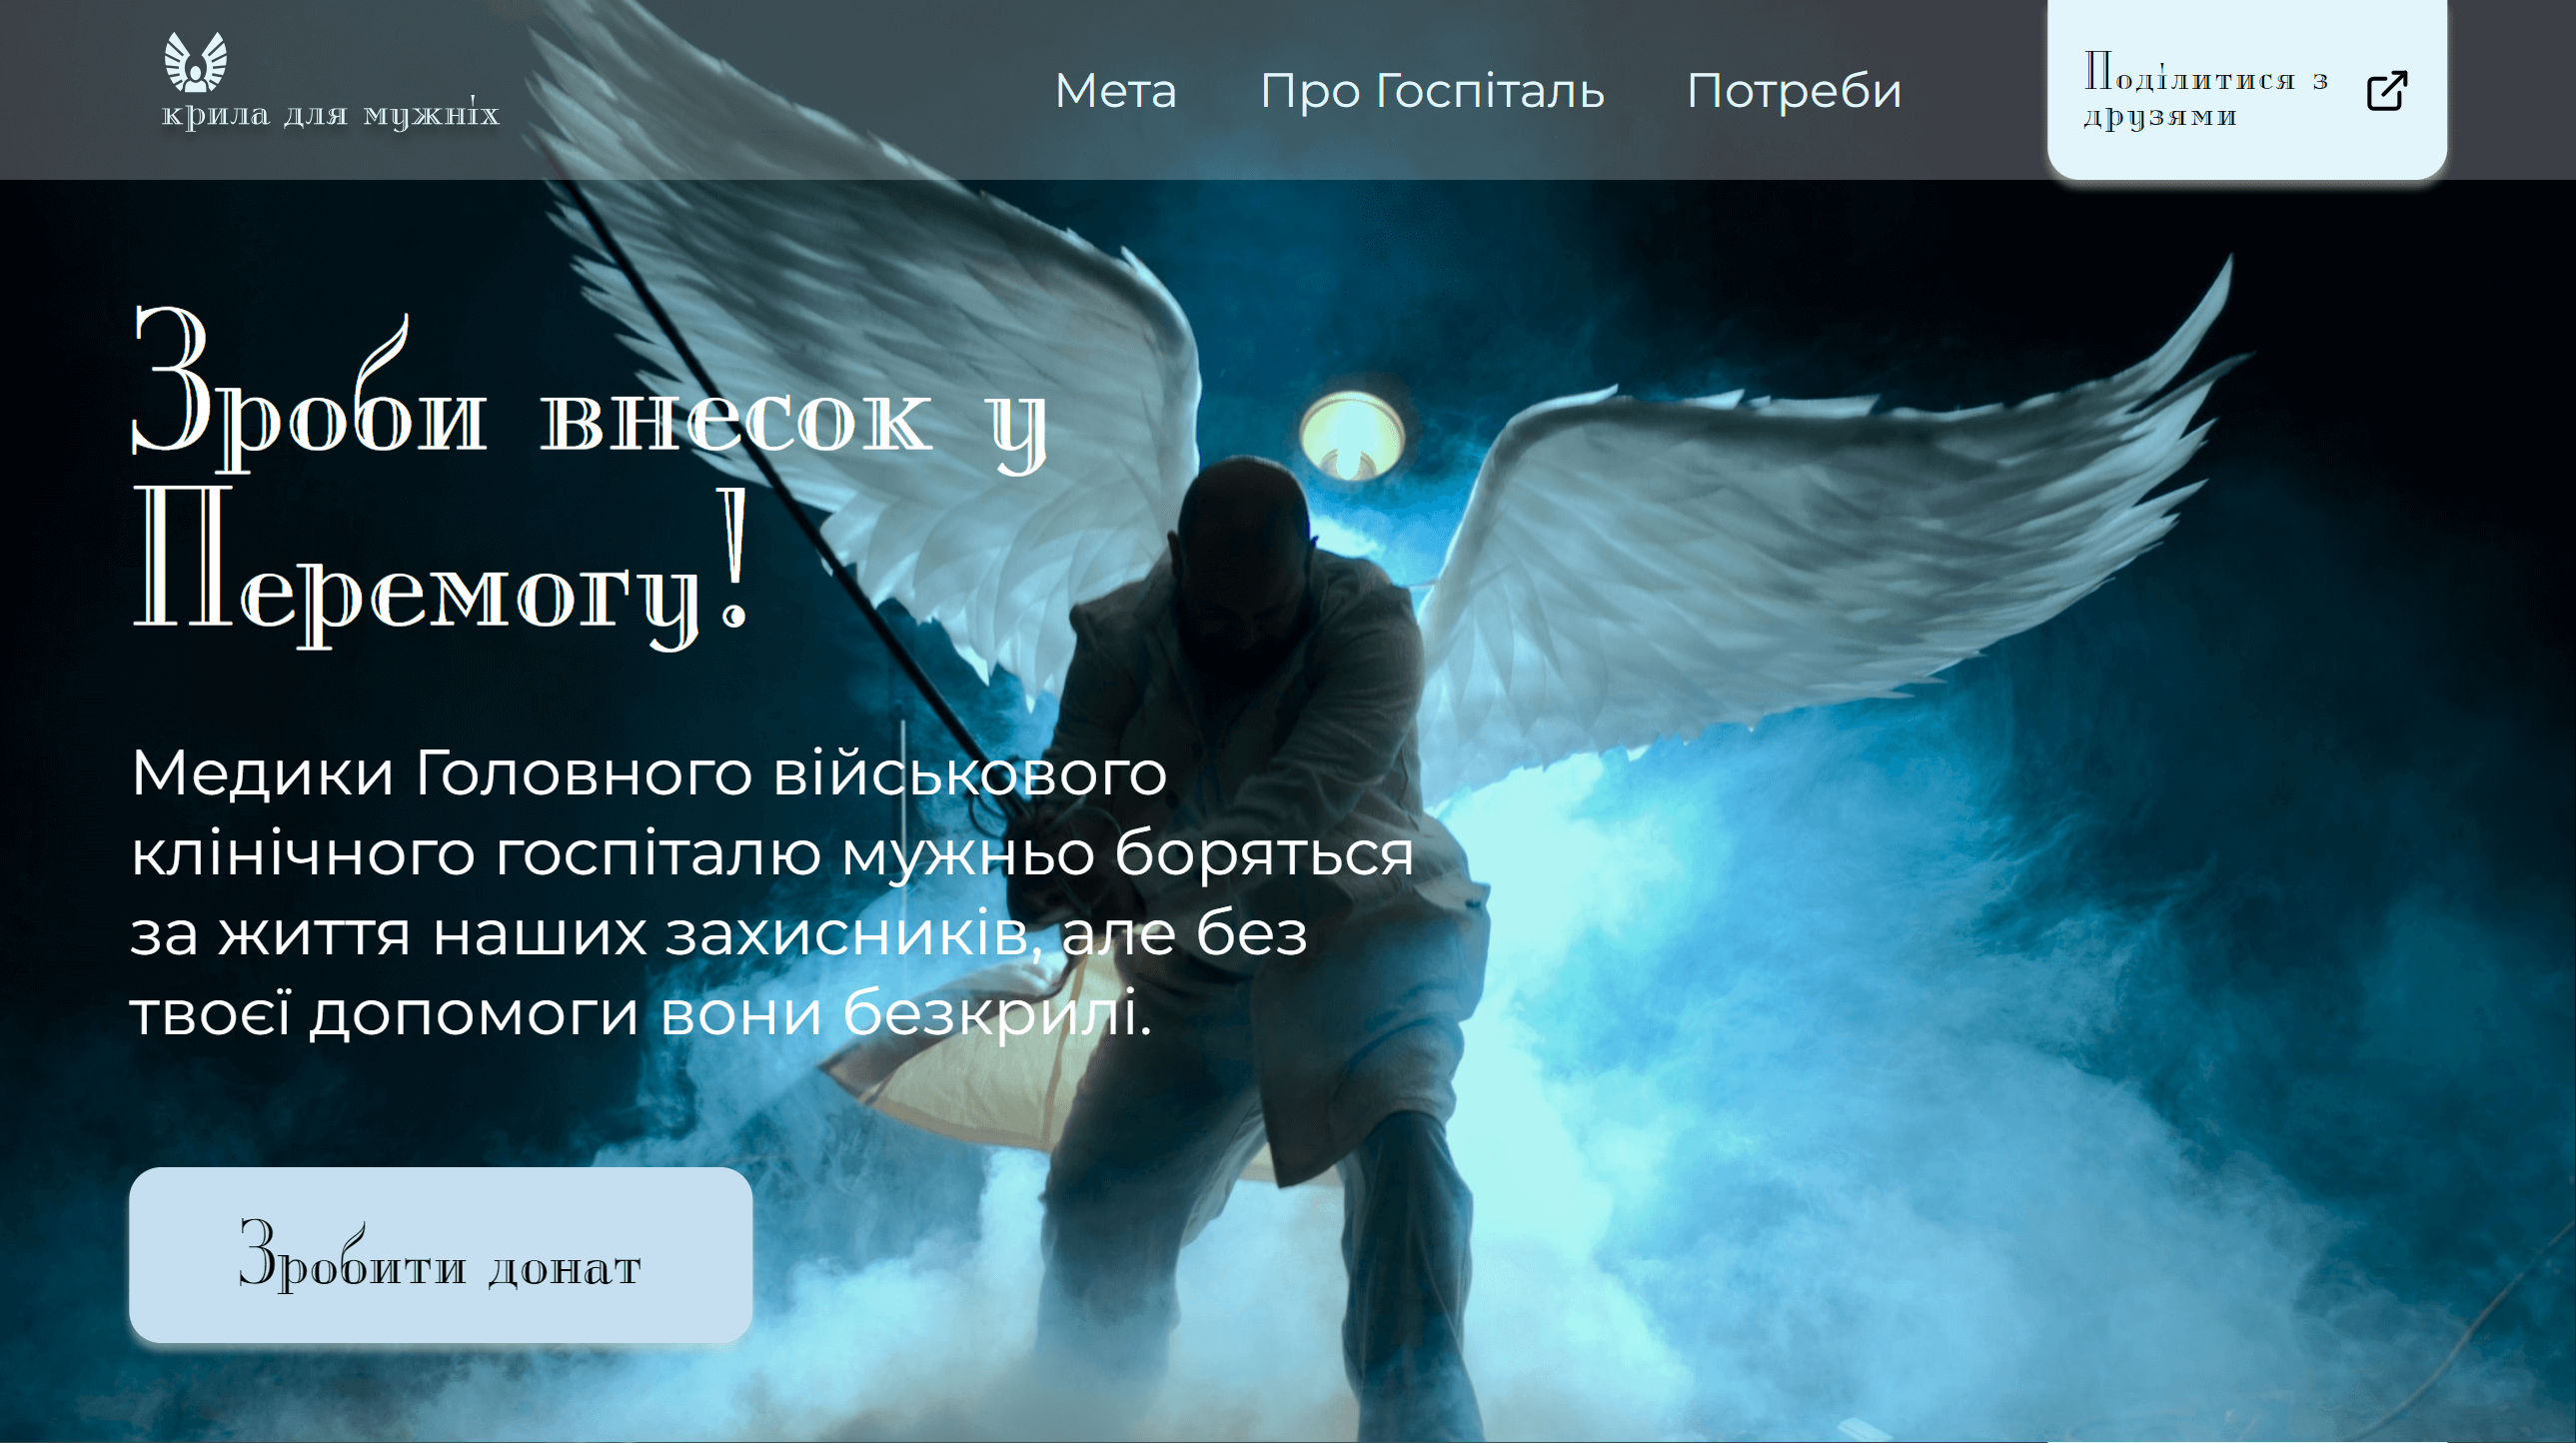 крила для мужніх
Мета
Про Госпіталь
Потреби
Поділитися з
друзями
Зроби внесок у
Перемогу!
Медики Головного військового
клінічного госпіталю мужньо боряться
за життя наших захисників, але без
твоєї допомоги вони безкрилі.
Зробити донат